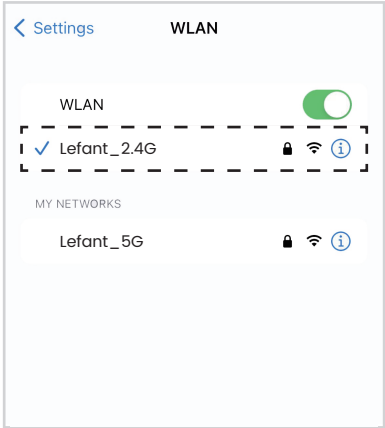 Settings
WLAN
WLAN
Lefant_2.4G
MY NETWORKS
Lefant_5G